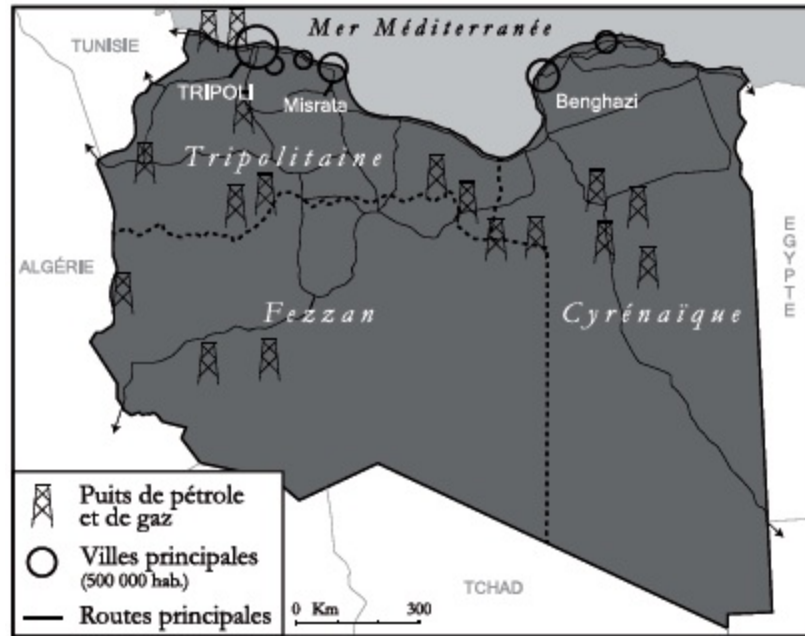 Mer Méditerranée
TUNISIE
TRIPOLI
Misrata
Benghazi
Tripolitaine
ALGÉRIE
EGYPTE
Fezzan
Cyrénaïque
Puits de pétrole
et de gaz
Villes principales
(500 000 hab.)
Routes principales
0 Km 300
TCHAD